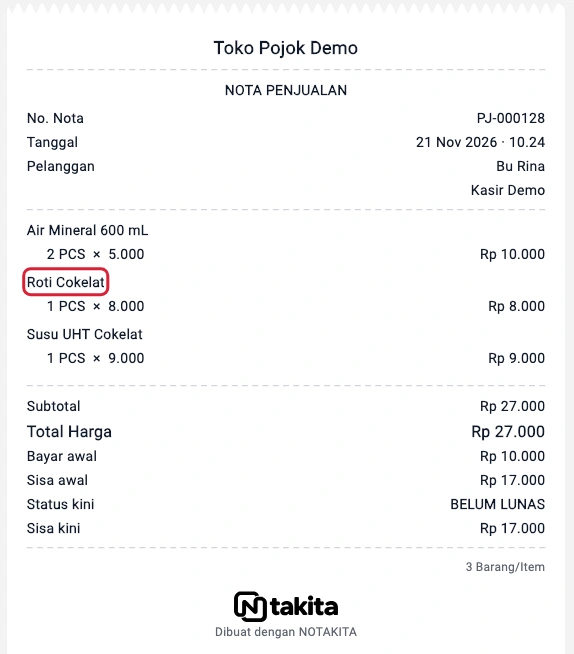 Toko Pojok Demo
NOTA PENJUALAN
No. Nota PJ-000128
Tanggal 21 Nov 2026 · 10.24
Pelanggan Bu Rina
Kasir Demo
Air Mineral 600 mL
2 PCS × 5.000 Rp 10.000
Roti Cokelat
1 PCS × 8.000 Rp 8.000
Susu UHT Cokelat
1 PCS × 9.000 Rp 9.000
Subtotal Rp 27.000
Total Harga Rp 27.000
Bayar awal Rp 10.000
Sisa awal Rp 17.000
Status kini BELUM LUNAS
Sisa kini Rp 17.000
3 Barang/Item
Ntakita
Dibuat dengan NOTAKITA